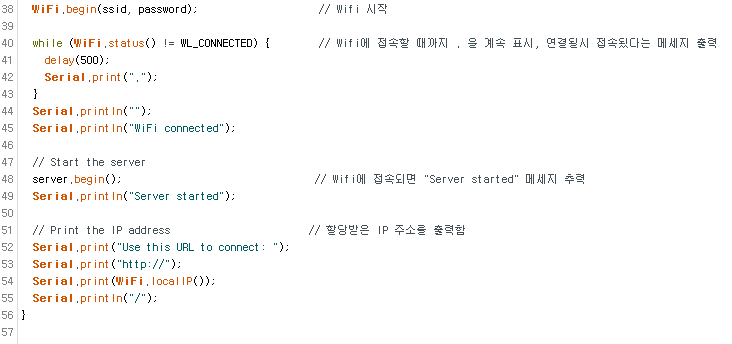 38 WiFi.begin(ssid, password); // Wifi 시작
39
40 while (WiFi.status() != WL_CONNECTED) { // Wifi에 접속할 때까지 . 을 계속 표시, 연결될시 접속됬다는 메세지 출력
41 delay(500);
42 Serial.print(".");
43 }
44 Serial.println("");
45 Serial.println("WiFi connected");
46
47 // Start the server
48 server.begin(); // Wifi에 접속되면 "Server started" 메세지 추력
49 Serial.println("Server started");
50
51 // Print the IP address // 할당받은 IP 주소를 출력함
52 Serial.print("Use this URL to connect: ");
53 Serial.print("http://");
54 Serial.print(WiFi.localIP());
55 Serial.println("/");
56 }
57